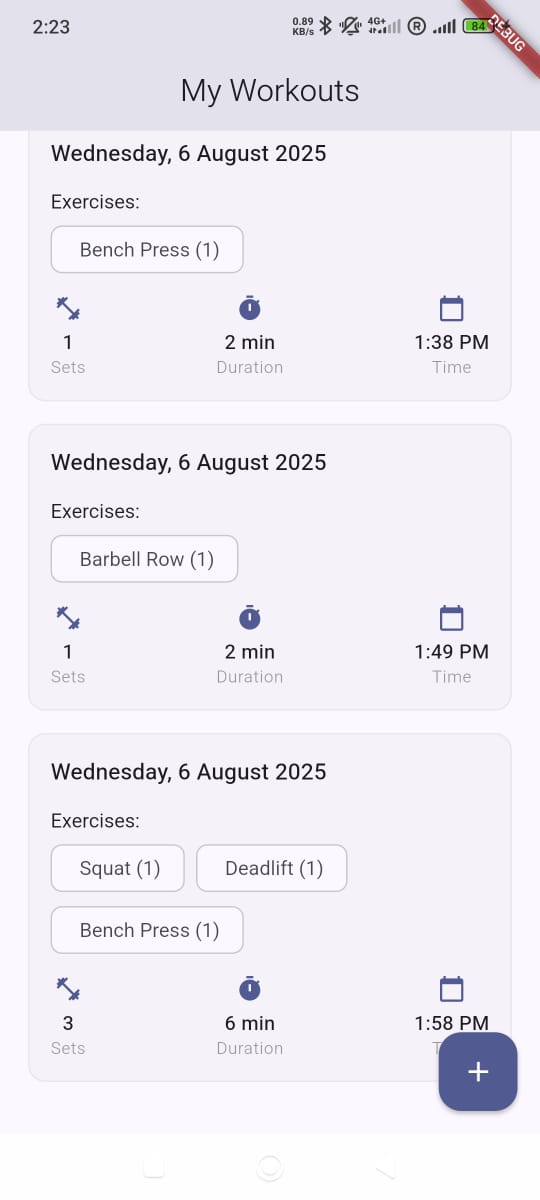 2:23
0.89 KB/s 4G+ R 84
DEBUG
My Workouts
Wednesday, 6 August 2025
Exercises:
Bench Press (1)
1 2 min 1:38 PM
Sets Duration Time
Wednesday, 6 August 2025
Exercises:
Barbell Row (1)
1 2 min 1:49 PM
Sets Duration Time
Wednesday, 6 August 2025
Exercises:
Squat (1) Deadlift (1)
Bench Press (1)
3 6 min 1:58 PM
Sets Duration
+